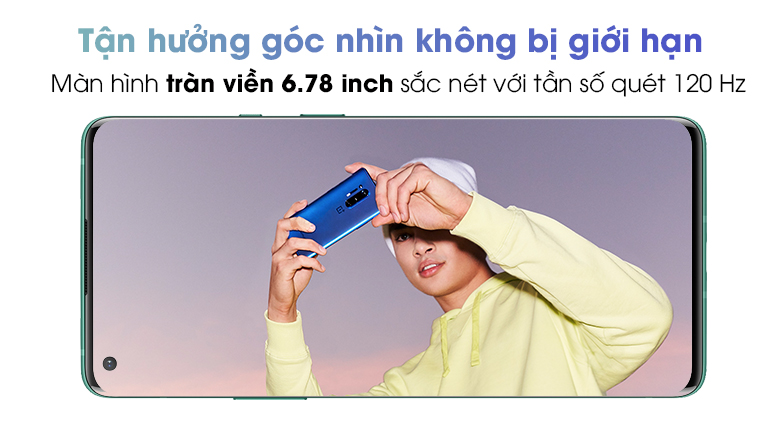 Tận hưởng góc nhìn không bị giới hạn
Màn hình tràn viền 6.78 inch sắc nét với tần số quét 120 Hz